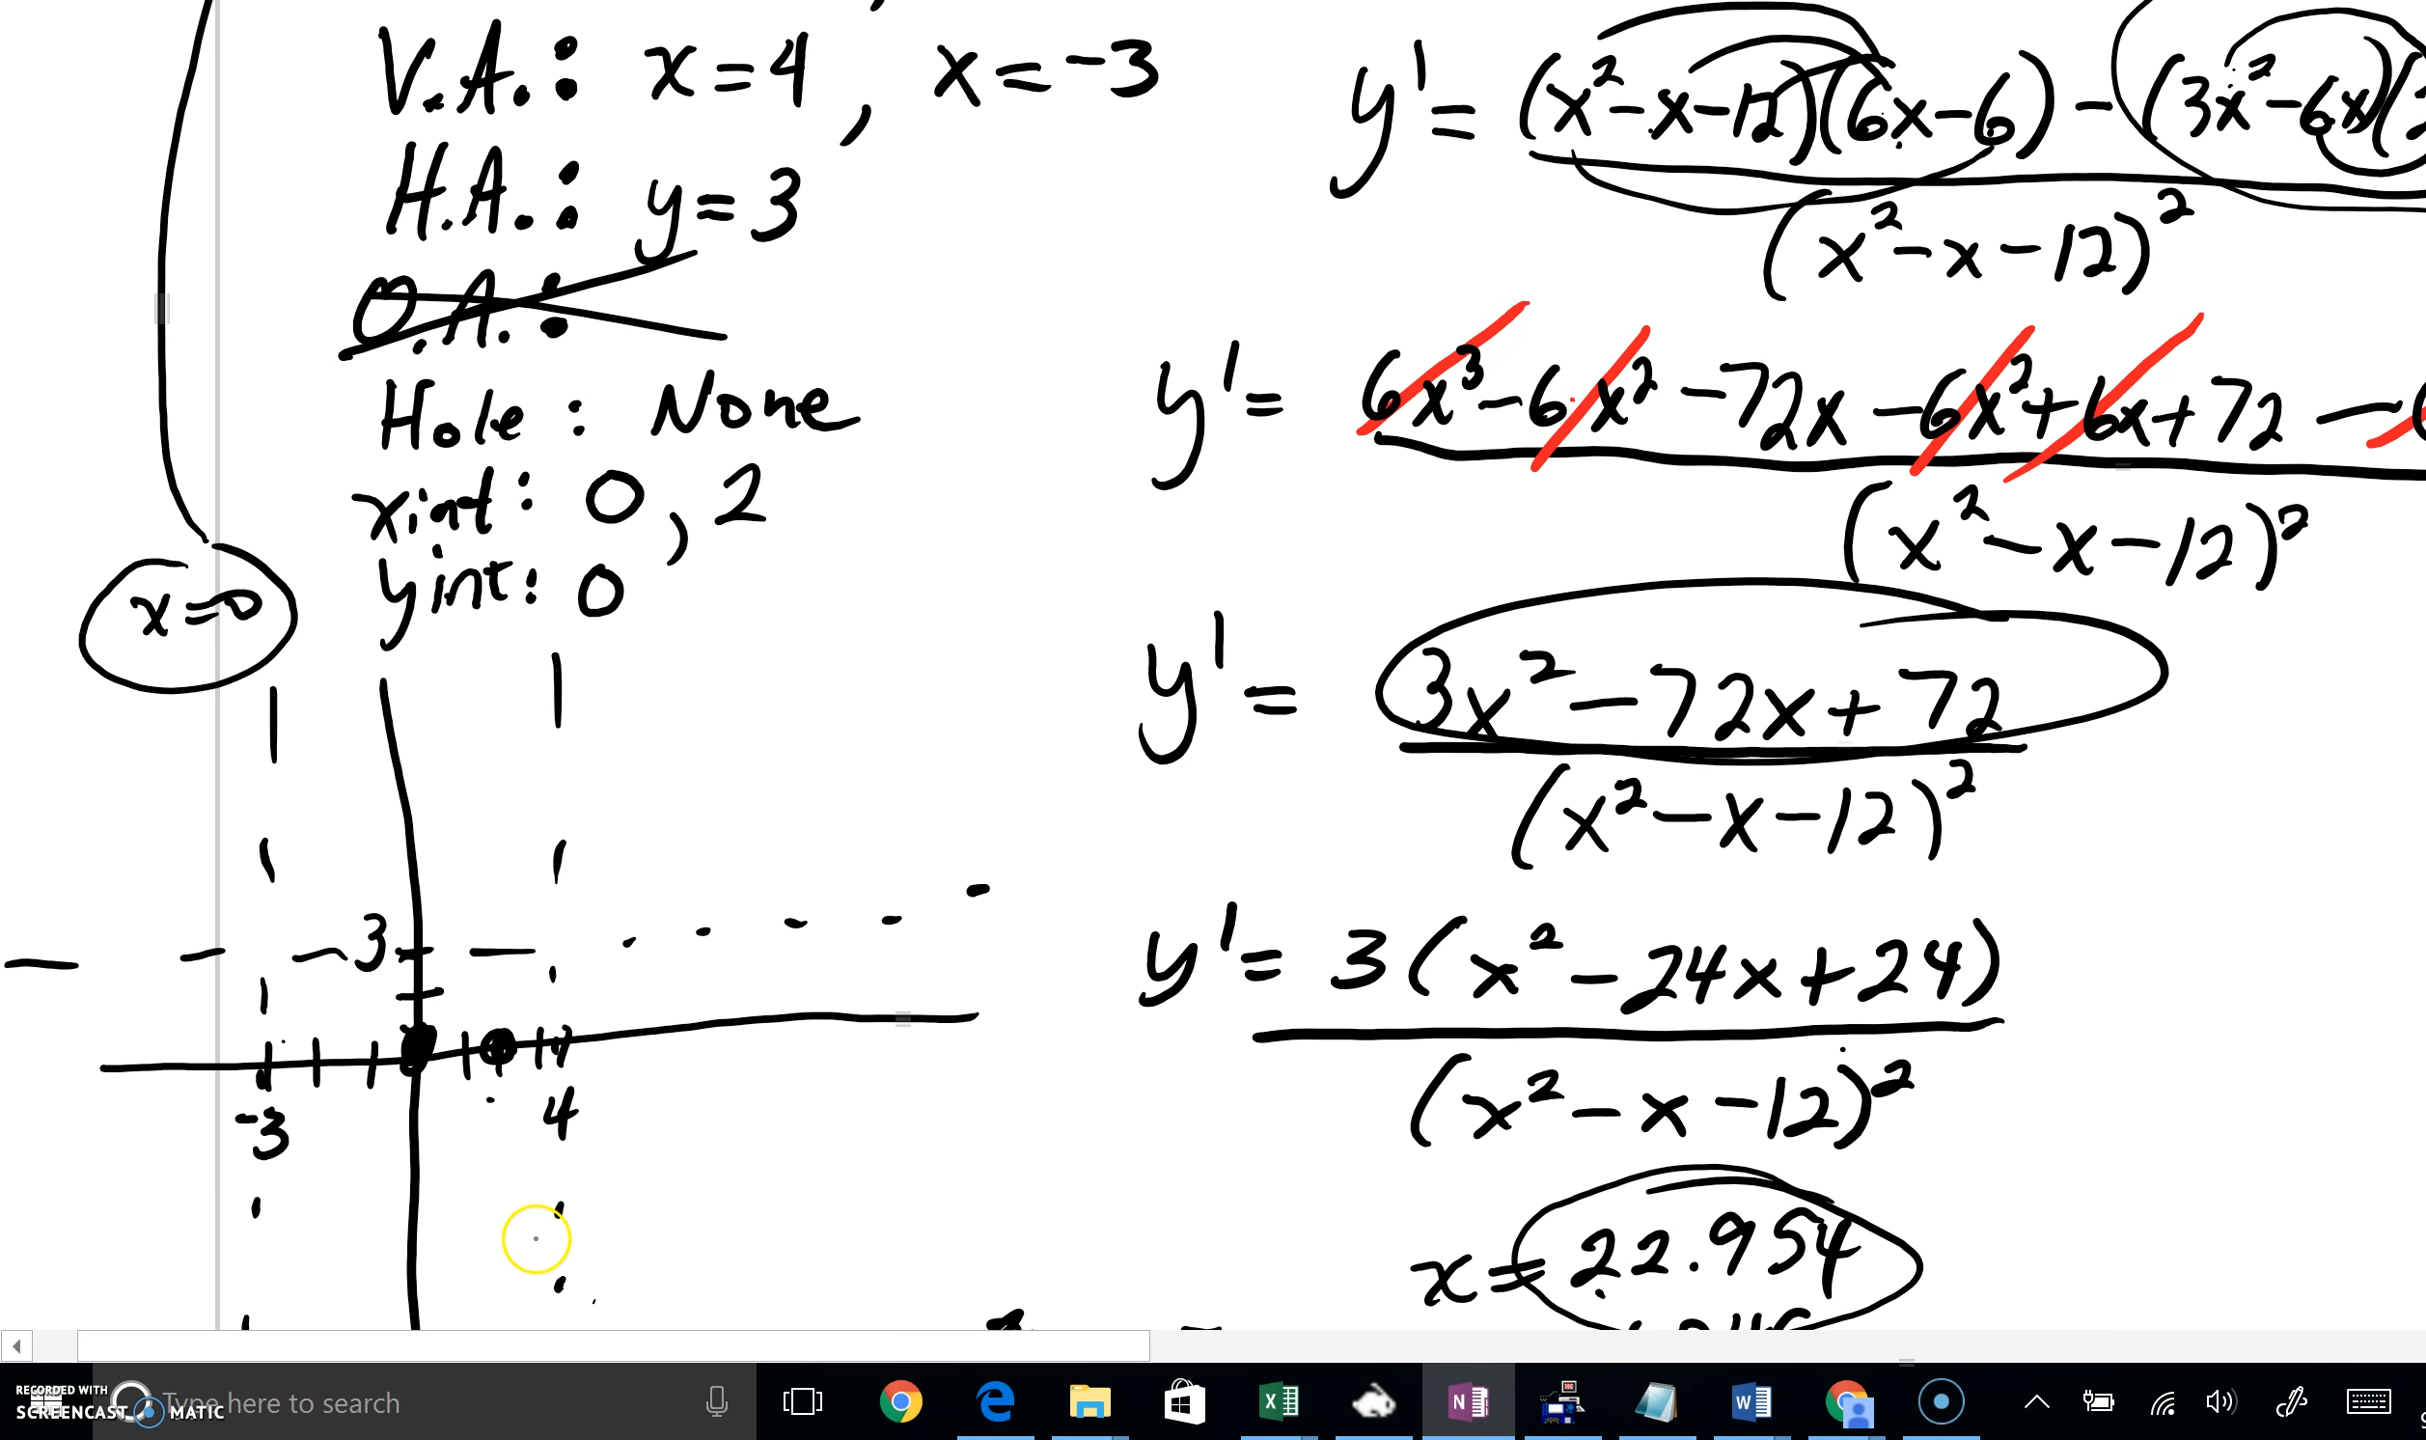 V.A.: x=4, x=-3
H.A.: y=3
O.A.:
Hole: None
xint: 0, 2
yint: 0
x=0
3
-3
4
y'= (x²-x-12)(6x-6) - (3x²-6x)(
(x²-x-12)²
y'= 6x³-6x²-72x-6x²+6x+72-
(x²-x-12)²
y'= 3x²-72x+72
(x²-x-12)²
y'= 3(x²-24x+24)
(x²-x-12)²
x=22.954
RECORDED WITH
SCREENCAST MATIC
Type here to search